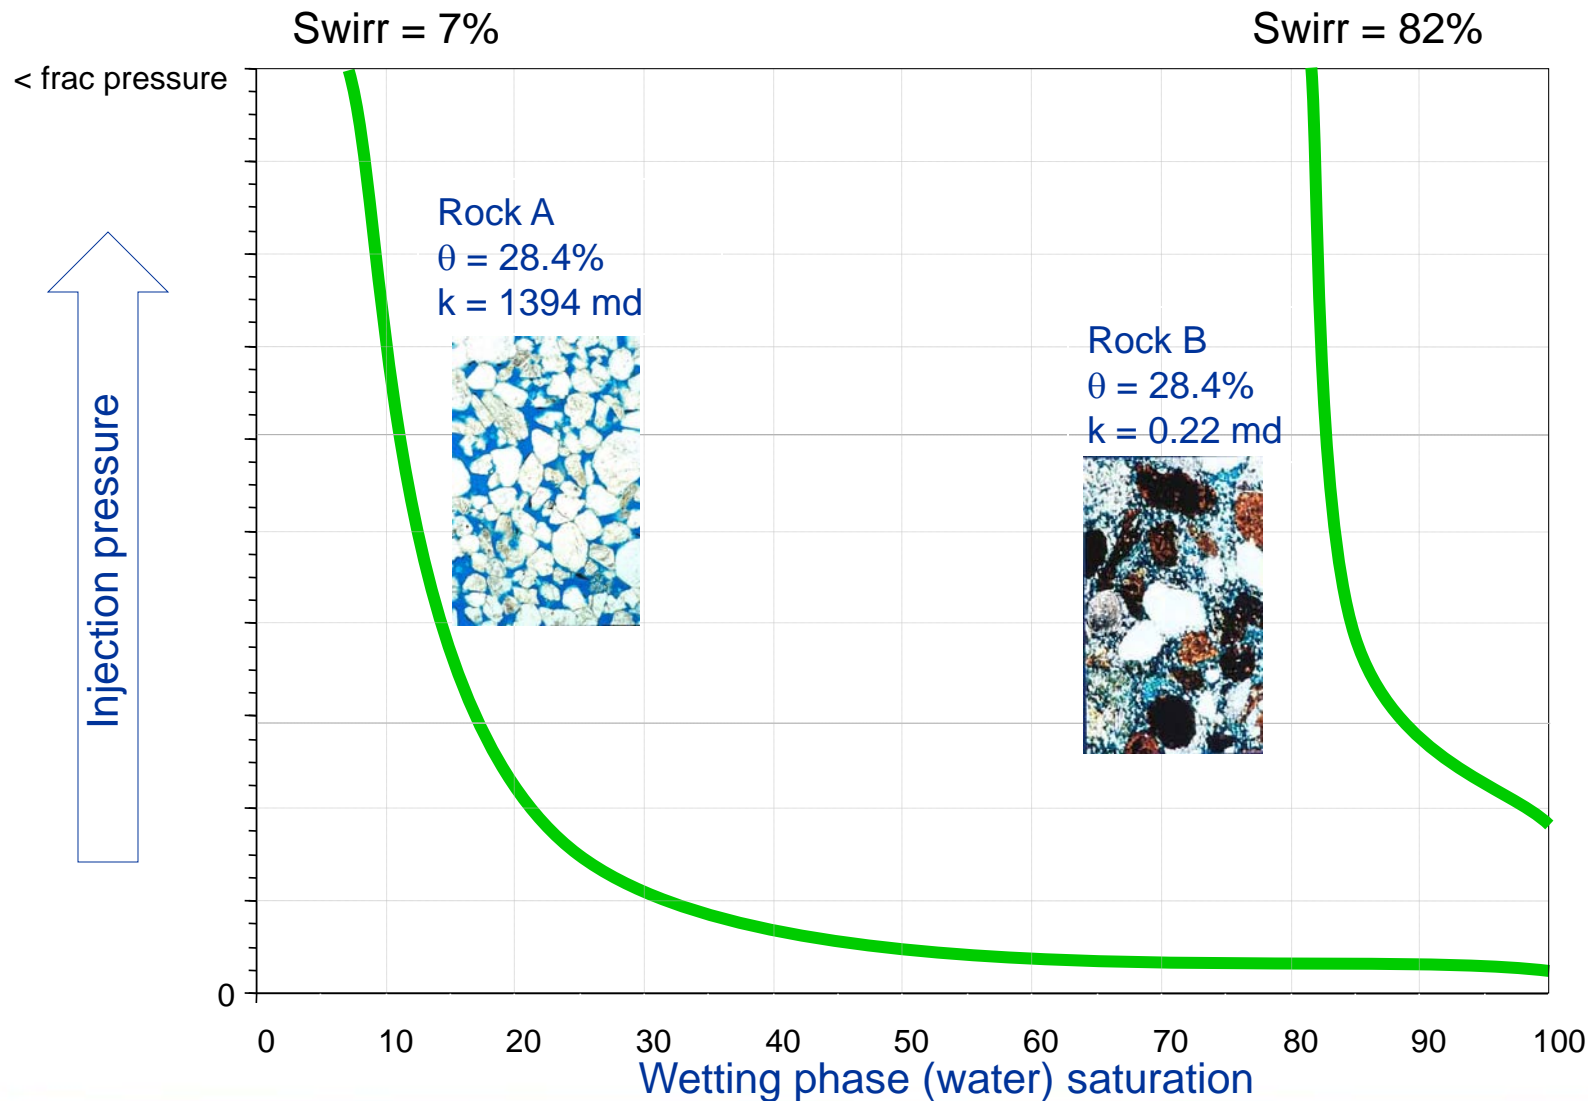 Swirr = 7%
Swirr = 82%
< frac pressure
Rock A
θ = 28.4%
k = 1394 md
Rock B
θ = 28.4%
k = 0.22 md
Injection pressure
0
0 10 20 30 40 50 60 70 80 90 100
Wetting phase (water) saturation